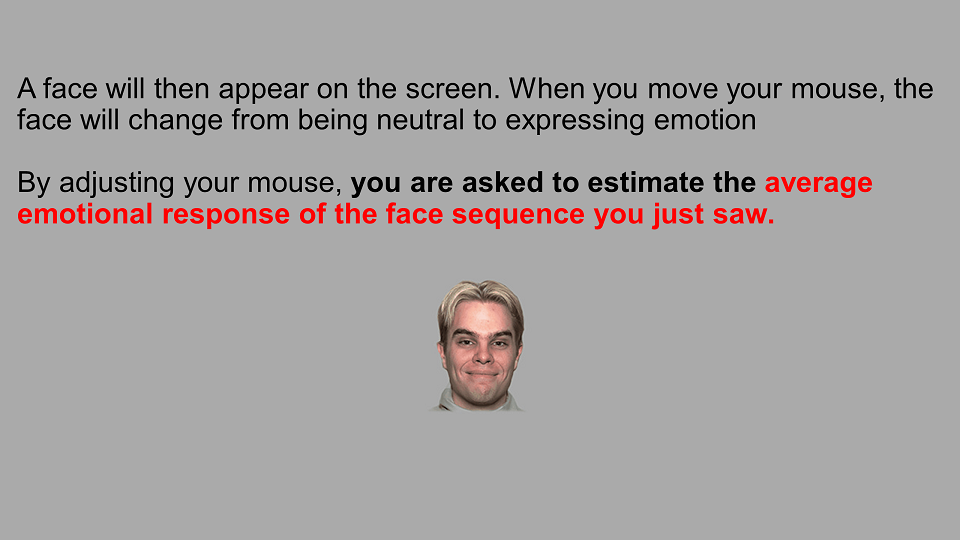 A face will then appear on the screen. When you move your mouse, the
face will change from being neutral to expressing emotion
By adjusting your mouse, you are asked to estimate the average
emotional response of the face sequence you just saw.